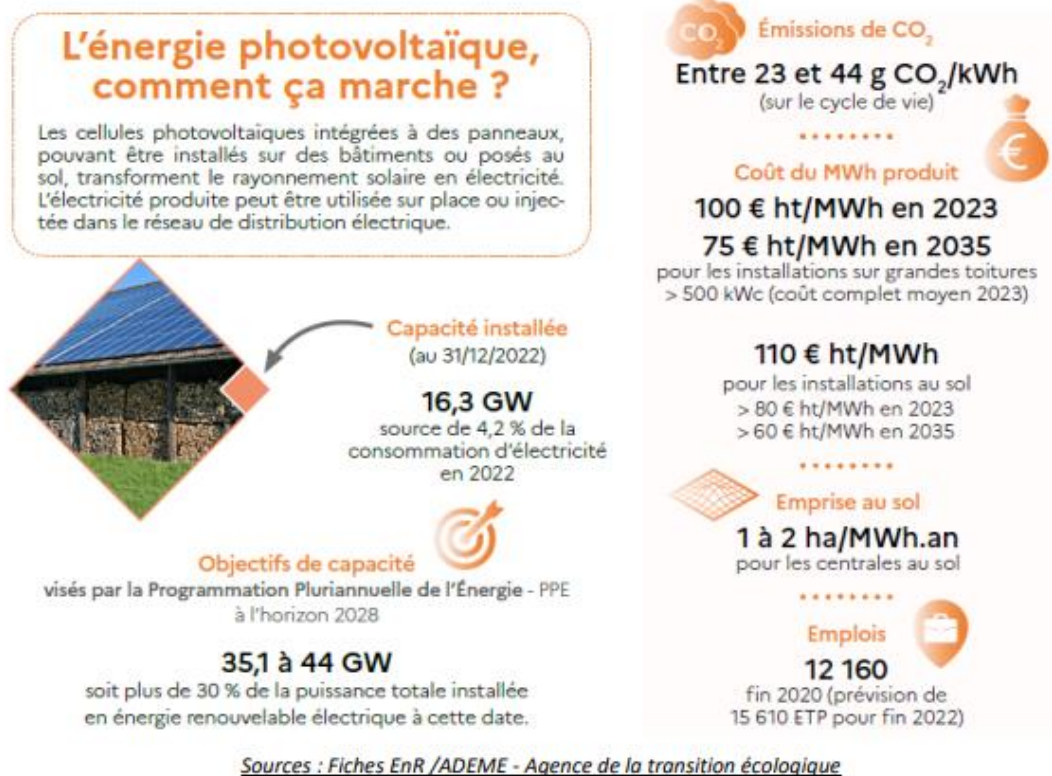 L'énergie photovoltaïque,
comment ça marche ?
Les cellules photovoltaïques intégrées à des panneaux,
pouvant être installés sur des bâtiments ou posés au
sol, transforment le rayonnement solaire en électricité.
L'électricité produite peut être utilisée sur place ou injec-
tée dans le réseau de distribution électrique.
Capacité installée
(au 31/12/2022)
16,3 GW
source de 4,2 % de la
consommation d'électricité
en 2022
Objectifs de capacité
visés par la Programmation Pluriannuelle de l'Énergie - PPE
à l'horizon 2028
35,1 à 44 GW
soit plus de 30 % de la puissance totale installée
en énergie renouvelable électrique à cette date.
CO₂
Émissions de CO₂
Entre 23 et 44 g CO₂/kWh
(sur le cycle de vie)
€
Coût du MWh produit
100 € ht/MWh en 2023
75 € ht/MWh en 2035
pour les installations sur grandes toitures
> 500 kWc (coût complet moyen 2023)
110 € ht/MWh
pour les installations au sol
> 80 € ht/MWh en 2023
> 60 € ht/MWh en 2035
Emprise au sol
1 à 2 ha/MWh.an
pour les centrales au sol
Emplois
12 160
fin 2020 (prévision de
15 610 ETP pour fin 2022)
Sources : Fiches EnR /ADEME - Agence de la transition écologique